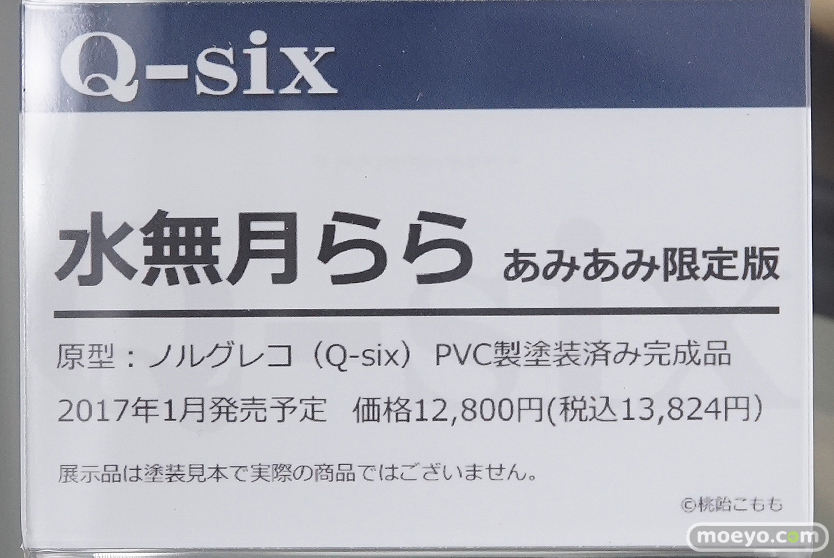 Q-six
水無月らら あみあみ限定版
原型：ノルグレコ（Q-six） PVC製塗装済み完成品
2017年1月発売予定 価格12,800円(税込13,824円）
展示品は塗装見本で実際の商品ではございません。
©桃飴こもも
moeyo.com